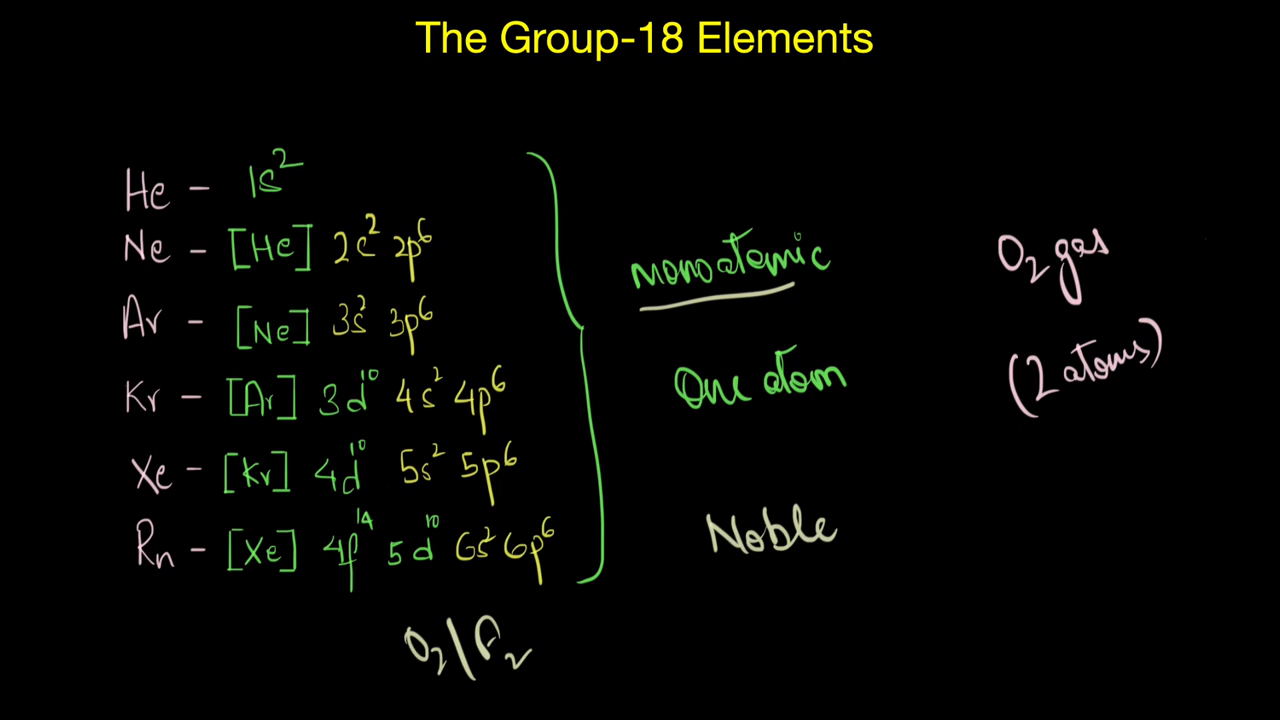 The Group-18 Elements
He - 1s²
Ne - [He] 2s² 2p⁶
Ar - [Ne] 3s² 3p⁶
Kr - [Ar] 3d¹⁰ 4s² 4p⁶
Xe - [Kr] 4d¹⁰ 5s² 5p⁶
Rn - [Xe] 4f¹⁴ 5d¹⁰ 6s² 6p⁶
monoatomic
One atom
Noble
O₂ gas
(2 atoms)
O₂/